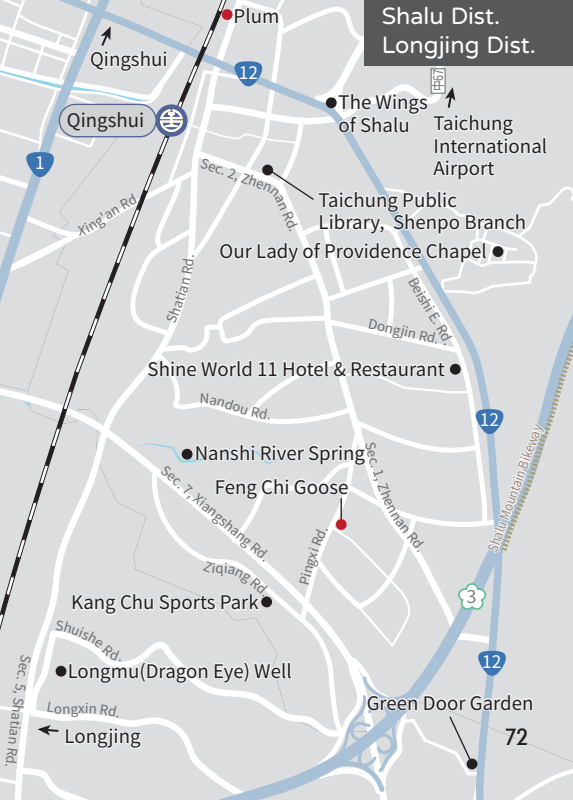 Shalu Dist.
Longjing Dist.
Plum
Qingshui
12
中67
The Wings
of Shalu
Taichung
International
Airport
Qingshui
1
Sec. 2, Zhennan Rd.
Taichung Public
Library, Shenpo Branch
Xing'an Rd.
Our Lady of Providence Chapel
Shatian Rd.
Beishi E. Rd.
Dongjin Rd.
Shine World 11 Hotel & Restaurant
Nandou Rd.
12
Shalu Mountain Bikeway
Nanshi River Spring
Sec. 1, Zhennan Rd.
Feng Chi Goose
Sec. 7, Xiangshang Rd.
Pingxi Rd.
Ziqiang Rd.
3
Kang Chu Sports Park
Shuishe Rd.
12
Longmu(Dragon Eye) Well
Sec. 5, Shatian Rd.
Longxin Rd.
Green Door Garden
Longjing
72